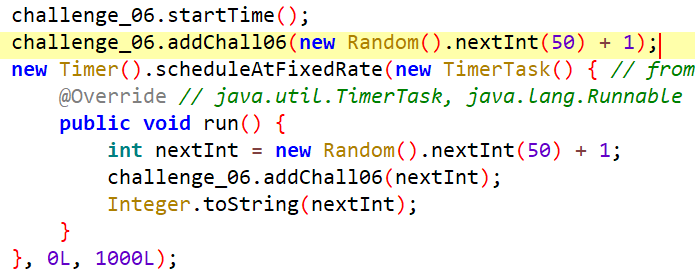 challenge_06.startTime();
challenge_06.addChall06(new Random().nextInt(50) + 1);
new Timer().scheduleAtFixedRate(new TimerTask() { // from
@Override // java.util.TimerTask, java.lang.Runnable
public void run() {
int nextInt = new Random().nextInt(50) + 1;
challenge_06.addChall06(nextInt);
Integer.toString(nextInt);
}
}, 0L, 1000L);